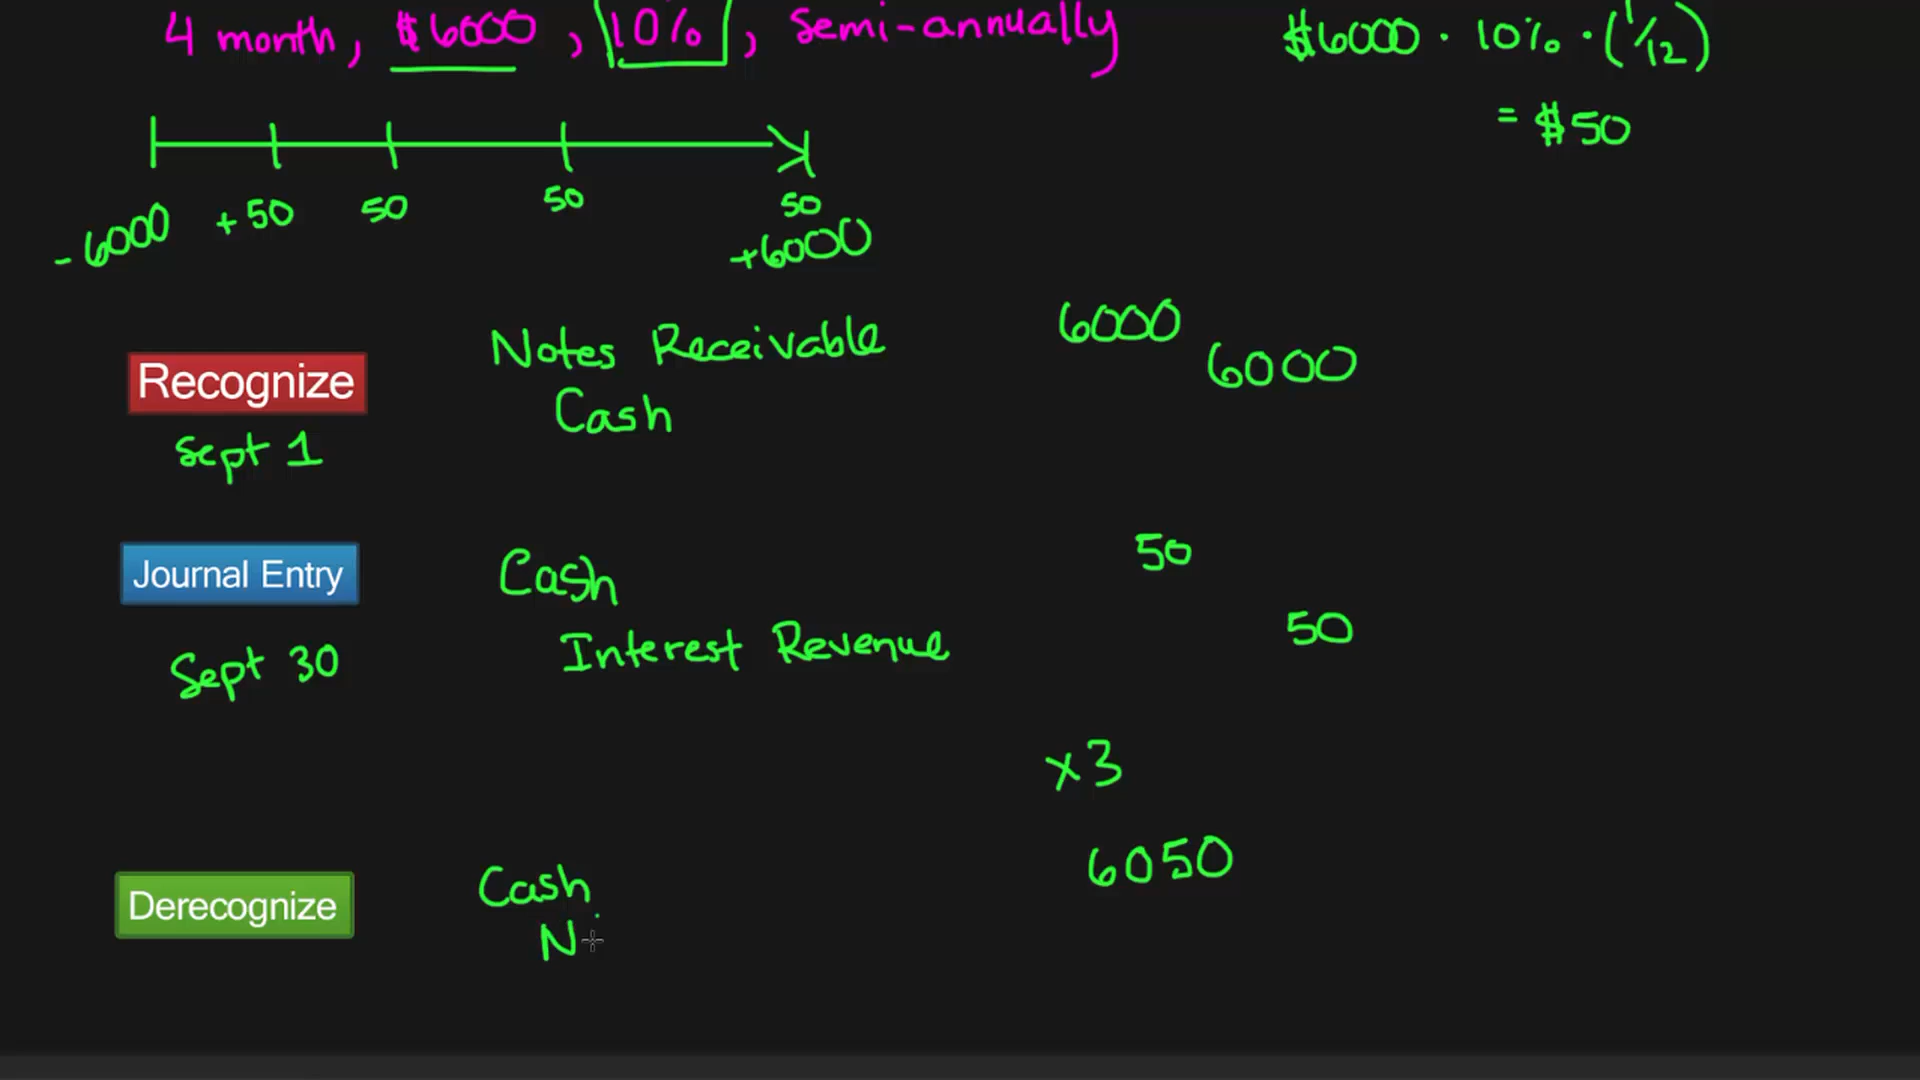 4 month, $6000, 10%, semi-annually
$6000 · 10% · (1/12)
= $50
-6000 +50 50 50 50
+6000
Notes Receivable 6000
Recognize
Cash 6000
Sept 1
Journal Entry
Cash 50
Interest Revenue 50
Sept 30
x3
Derecognize
Cash 6050
N